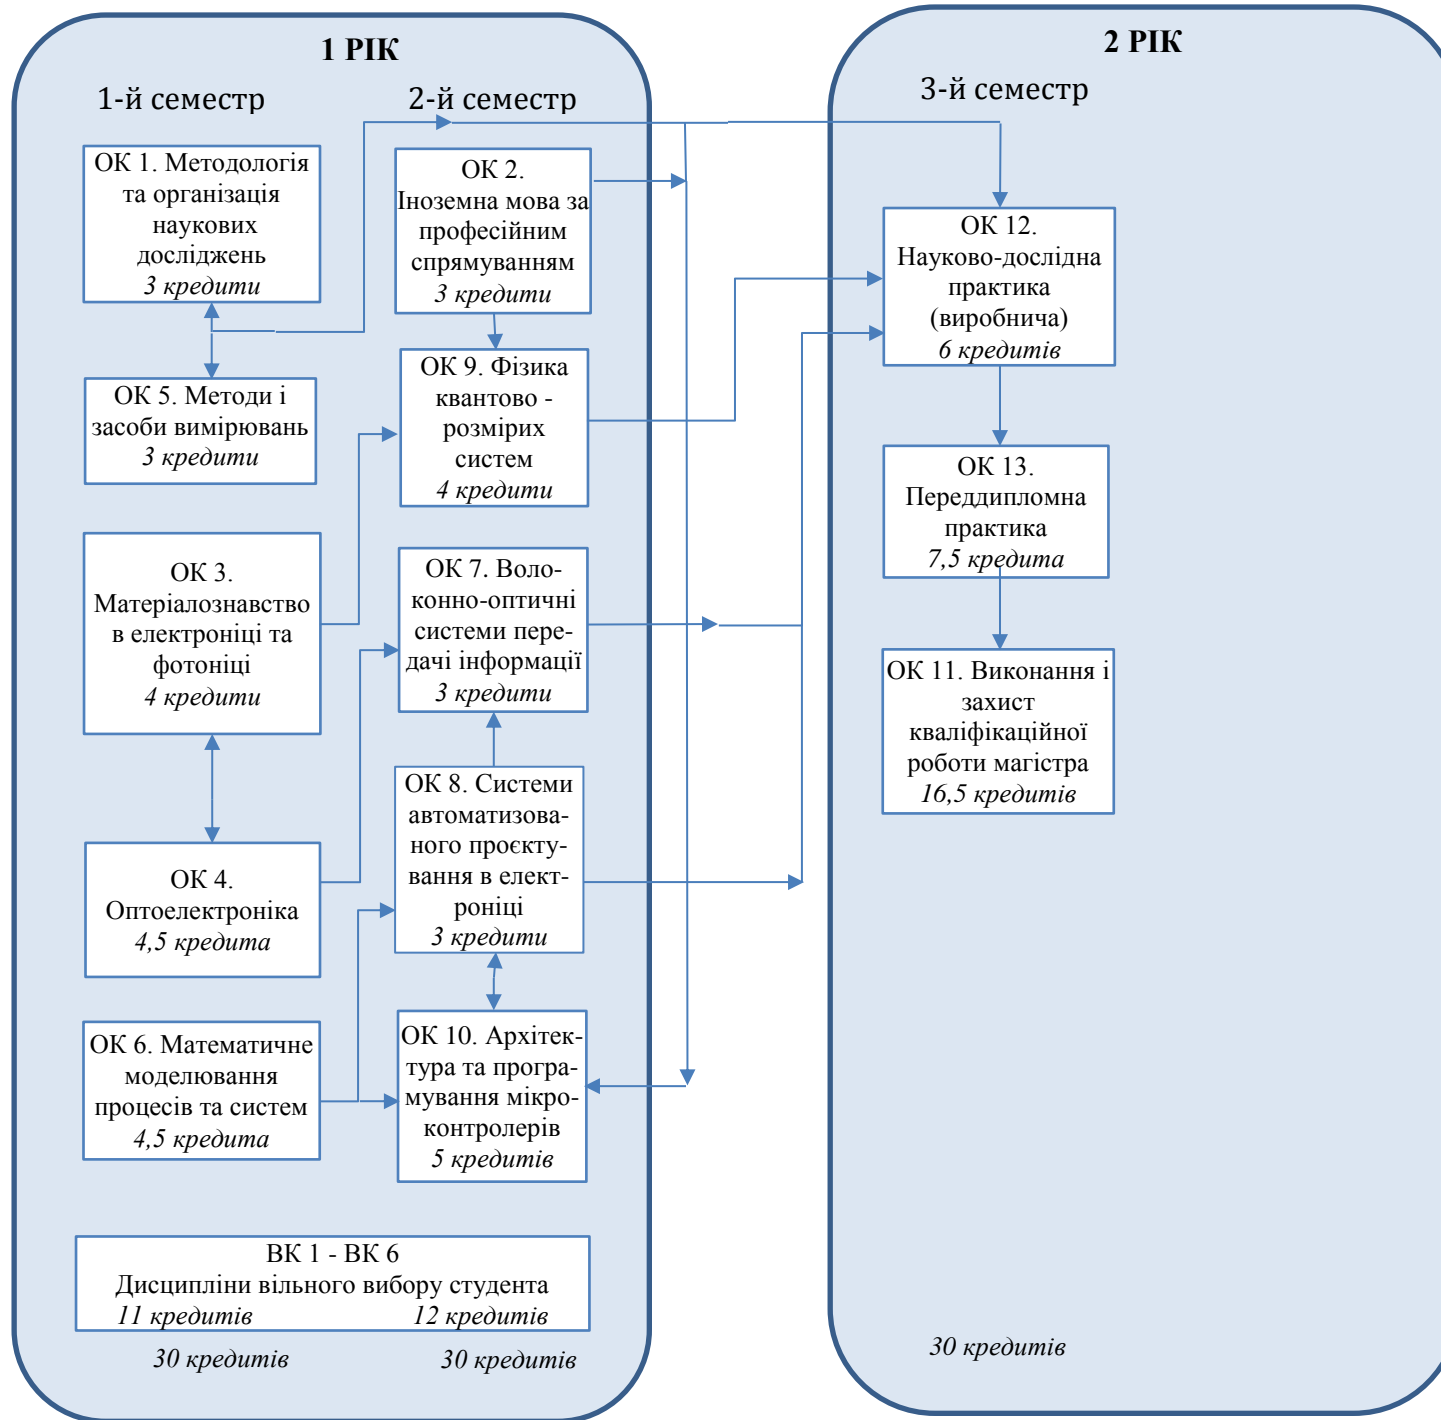 1 РІК
1-й семестр
2-й семестр
ОК 1. Методологія
та організація
наукових
досліджень
3 кредити
ОК 5. Методи і
засоби вимірювань
3 кредити
ОК 3.
Матеріалознавство
в електроніці та
фотоніці
4 кредити
ОК 4.
Оптоелектроніка
4,5 кредита
ОК 6. Математичне
моделювання
процесів та систем
4,5 кредита
ОК 2.
Іноземна мова за
професійним
спрямуванням
3 кредити
ОК 9. Фізика
квантово -
розмірих
систем
4 кредити
ОК 7. Воло-
конно-оптичні
системи пере-
дачі інформації
3 кредити
ОК 8. Системи
автоматизова-
ного проєкту-
вання в елект-
роніці
3 кредити
ОК 10. Архітек-
тура та програ-
мування мікро-
контролерів
5 кредитів
ВК 1 - ВК 6
Дисципліни вільного вибору студента
11 кредитів 12 кредитів
30 кредитів 30 кредитів
2 РІК
3-й семестр
ОК 12.
Науково-дослідна
практика
(виробнича)
6 кредитів
ОК 13.
Переддипломна
практика
7,5 кредита
ОК 11. Виконання і
захист
кваліфікаційної
роботи магістра
16,5 кредитів
30 кредитів